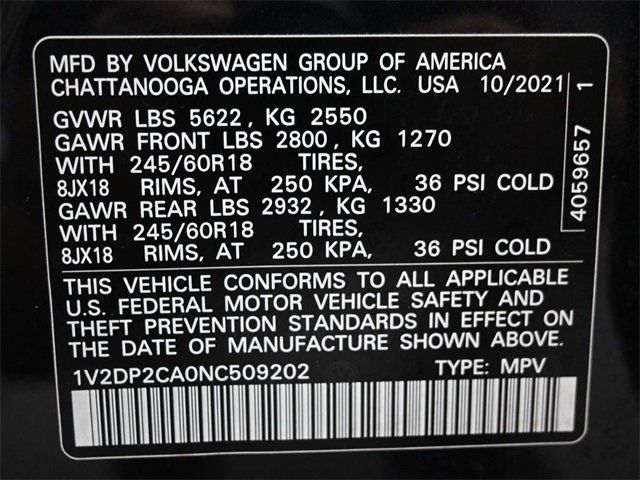 MFD BY VOLKSWAGEN GROUP OF AMERICA
CHATTANOOGA OPERATIONS, LLC. USA 10/2021
GVWR LBS 5622, KG 2550
GAWR FRONT LBS 2800, KG 1270
WITH 245/60R18 TIRES,
8JX18 RIMS, AT 250 KPA, 36 PSI COLD
GAWR REAR LBS 2932, KG 1330
WITH 245/60R18 TIRES,
8JX18 RIMS, AT 250 KPA, 36 PSI COLD
THIS VEHICLE CONFORMS TO ALL APPLICABLE
U.S. FEDERAL MOTOR VEHICLE SAFETY AND
THEFT PREVENTION STANDARDS IN EFFECT ON
THE DATE OF MANUFACTURE SHOWN ABOVE.
1V2DP2CA0NC509202 TYPE: MPV
4059657 1